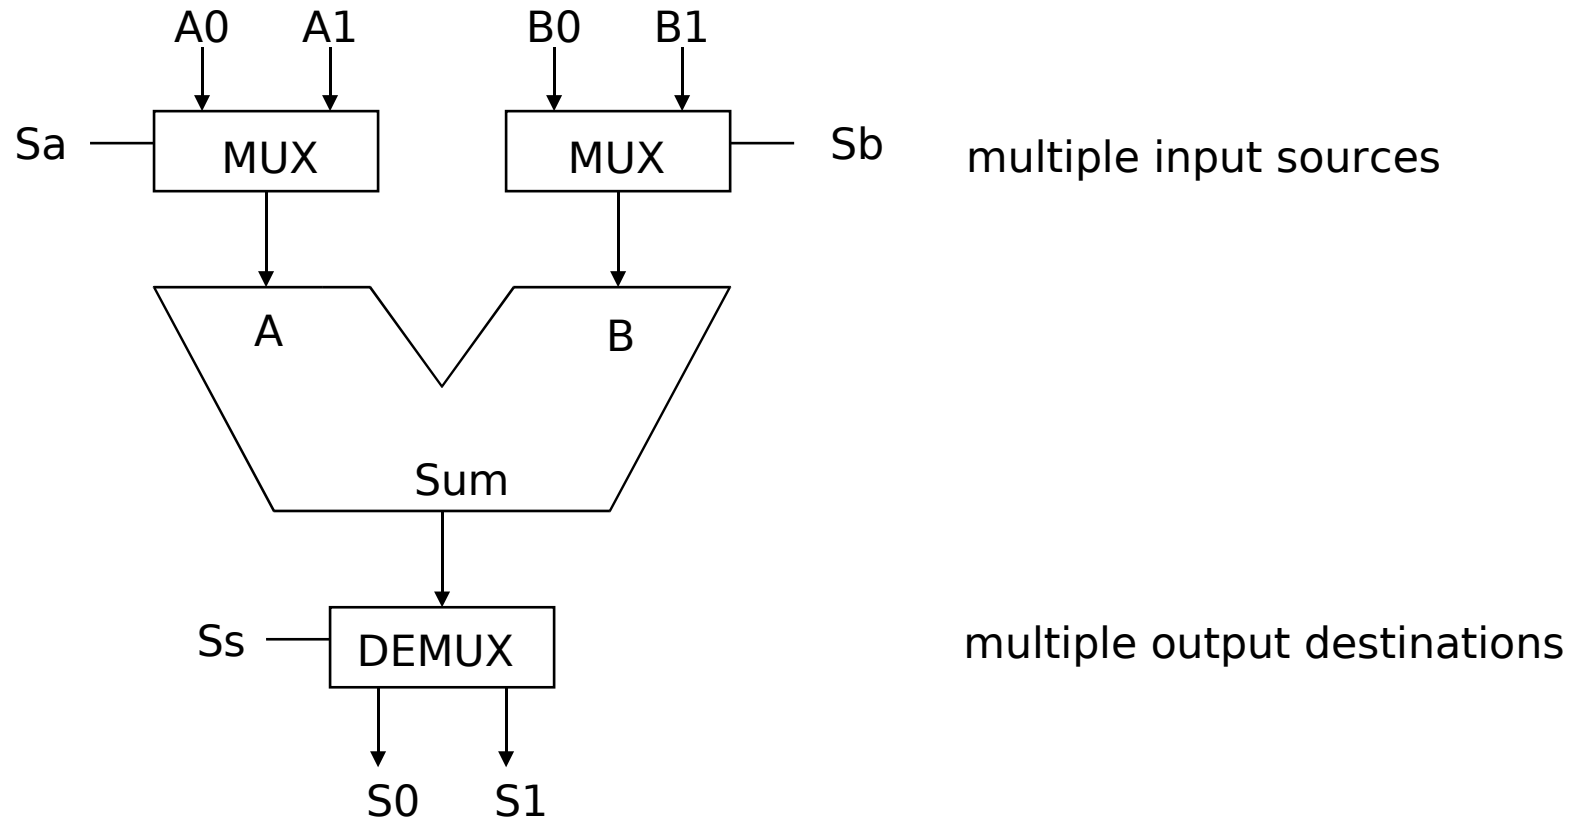 A0 A1 B0 B1
Sa MUX MUX Sb multiple input sources
A B
Sum
Ss DEMUX multiple output destinations
S0 S1